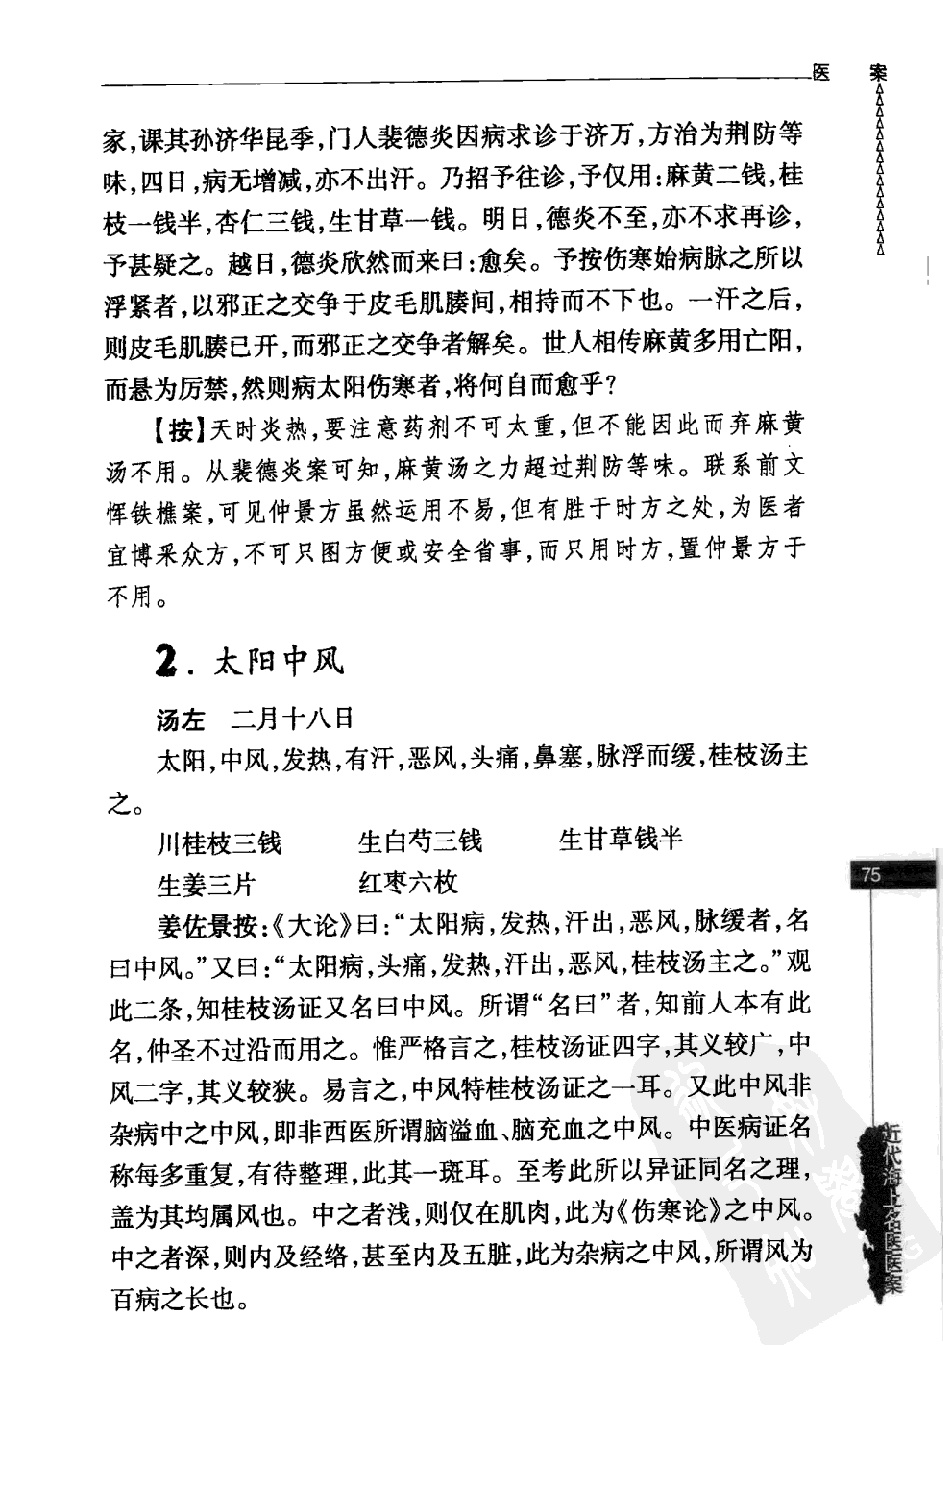 医 案
家,课其孙济华昆季,门人裴德炎因病求诊于济万,方治为荆防等
味,四日,病无增减,亦不出汗。乃招予往诊,予仅用:麻黄二钱,桂
枝一钱半,杏仁三钱,生甘草一钱。明日,德炎不至,亦不求再诊,
予甚疑之。越日,德炎欣然而来曰:愈矣。予按伤寒始病脉之所以
浮紧者,以邪正之交争于皮毛肌腠间,相持而不下也。一汗之后,
则皮毛肌腠已开,而邪正之交争者解矣。世人相传麻黄多用亡阳,
而悬为厉禁,然则病太阳伤寒者,将何自而愈乎?
【按】天时炎热,要注意药剂不可太重,但不能因此而弃麻黄
汤不用。从裴德炎案可知,麻黄汤之力超过荆防等味。联系前文
恽铁樵案,可见仲景方虽然运用不易,但有胜于时方之处,为医者
宜博采众方,不可只图方便或安全省事,而只用时方,置仲景方于
不用。
2. 太阳中风
汤左 二月十八日
太阳,中风,发热,有汗,恶风,头痛,鼻塞,脉浮而缓,桂枝汤主
之。
川桂枝三钱 生白芍三钱 生甘草钱半
生姜三片 红枣六枚
姜佐景按:《大论》曰:“太阳病,发热,汗出,恶风,脉缓者,名
曰中风。”又曰:“太阳病,头痛,发热,汗出,恶风,桂枝汤主之。”观
此二条,知桂枝汤证又名曰中风。所谓“名曰”者,知前人本有此
名,仲圣不过沿而用之。惟严格言之,桂枝汤证四字,其义较广,中
风二字,其义较狭。易言之,中风特桂枝汤证之一耳。又此中风非
杂病中之中风,即非西医所谓脑溢血、脑充血之中风。中医病证名
称每多重复,有待整理,此其一斑耳。至考此所以异证同名之理,
盖为其均属风也。中之者浅,则仅在肌肉,此为《伤寒论》之中风。
中之者深,则内及经络,甚至内及五脏,此为杂病之中风,所谓风为
百病之长也。
75
近代海上名医医案